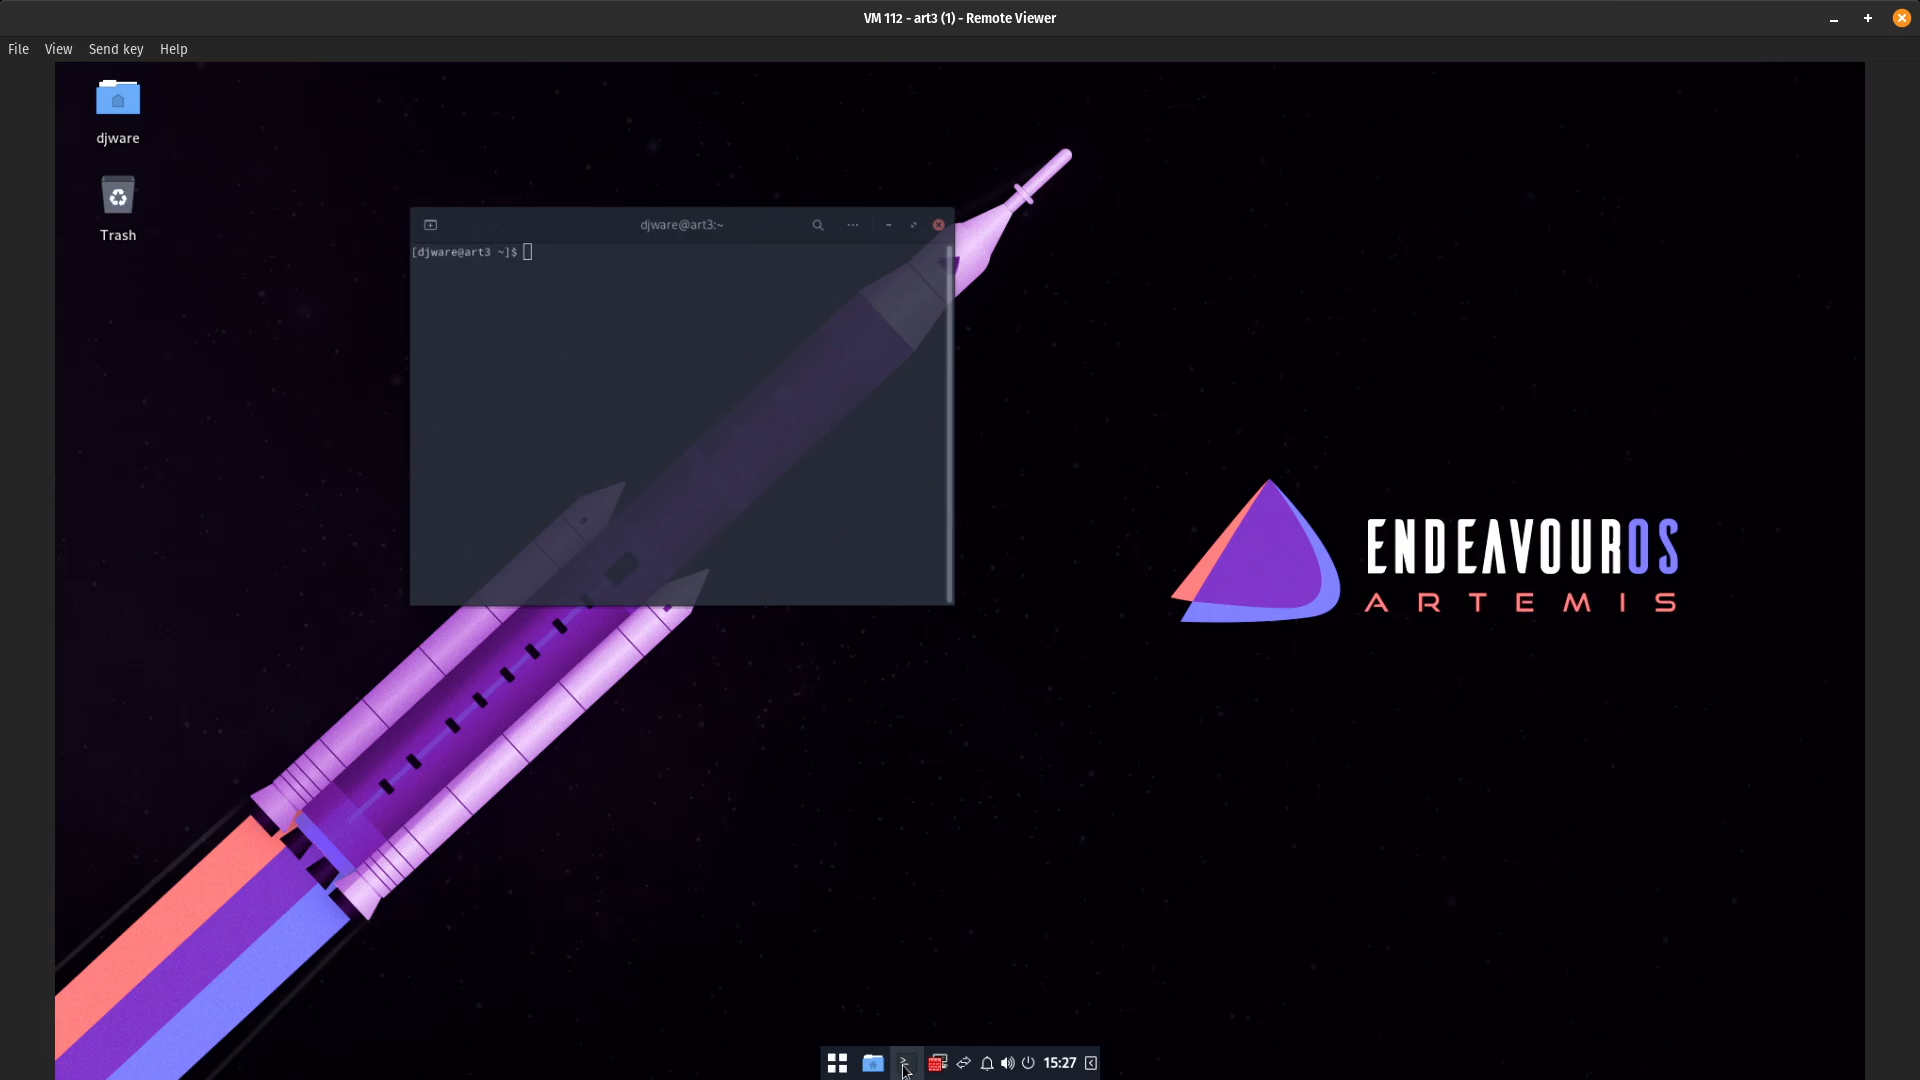 VM 112 - art3 (1) - Remote Viewer
File View Send key Help
djware
Trash
djware@art3:~
[djware@art3 ~]$
ENDEAVOUROS
ARTEMIS
15:27